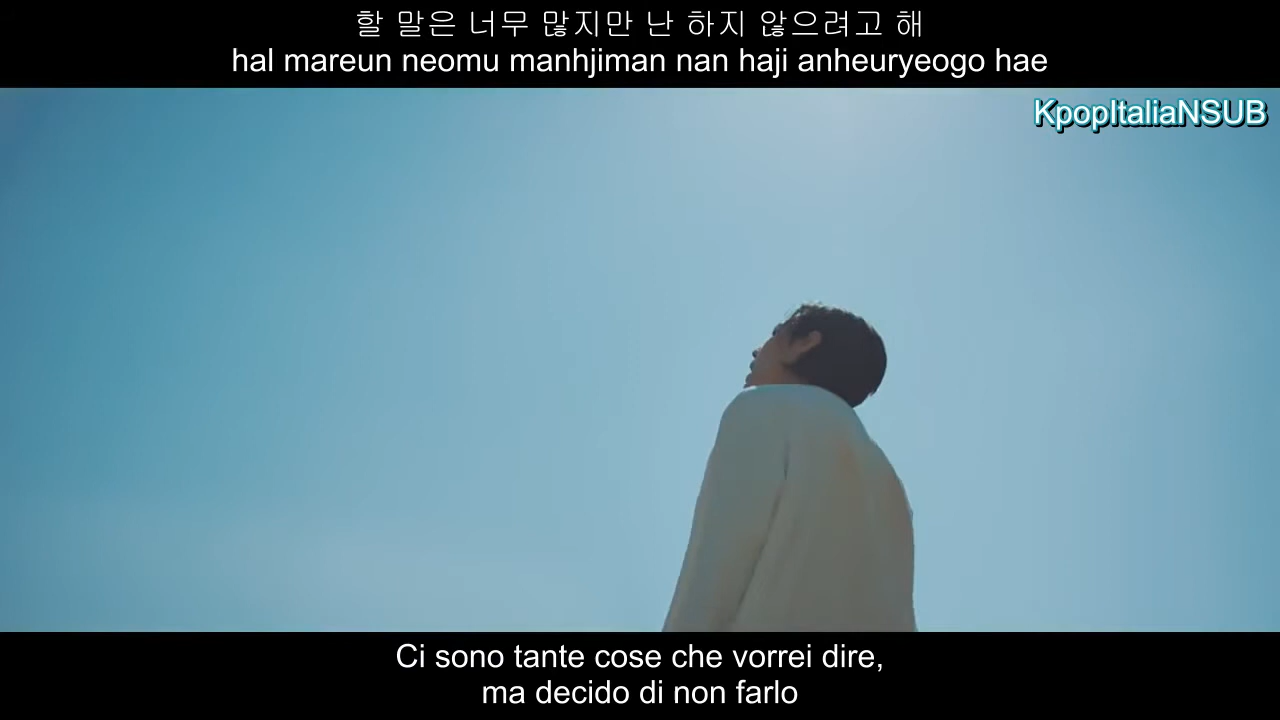 할 말은 너무 많지만 난 하지 않으려고 해
hal mareun neomu manhjiman nan haji anheuryeogo hae
KpopItaliaNSUB
Ci sono tante cose che vorrei dire,
ma decido di non farlo